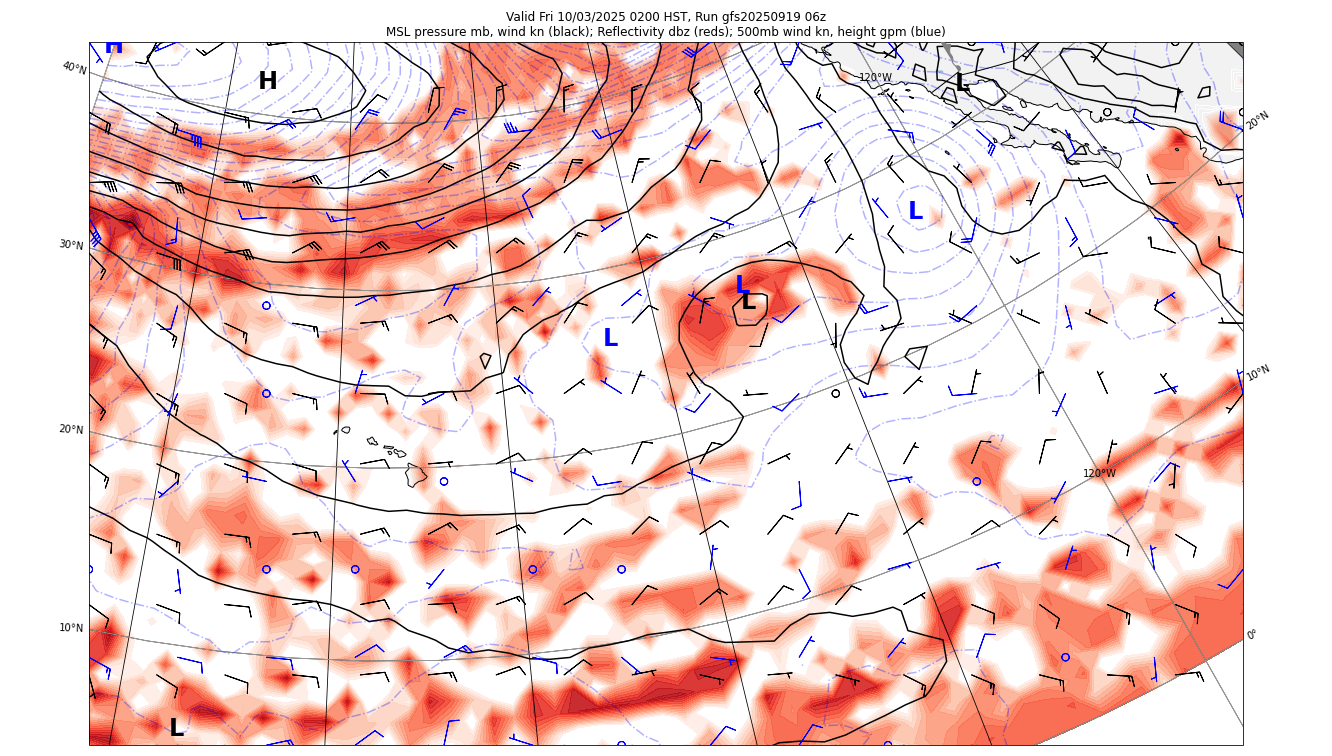 Valid Fri 10/03/2025 0200 HST, Run gfs20250919 06z
MSL pressure mb, wind kn (black); Reflectivity dbz (reds); 500mb wind kn, height gpm (blue)
H
40°N
H
120°W
L
20°N
L
30°N
L
L
L
10°N
20°N
120°W
10°N
0°
L